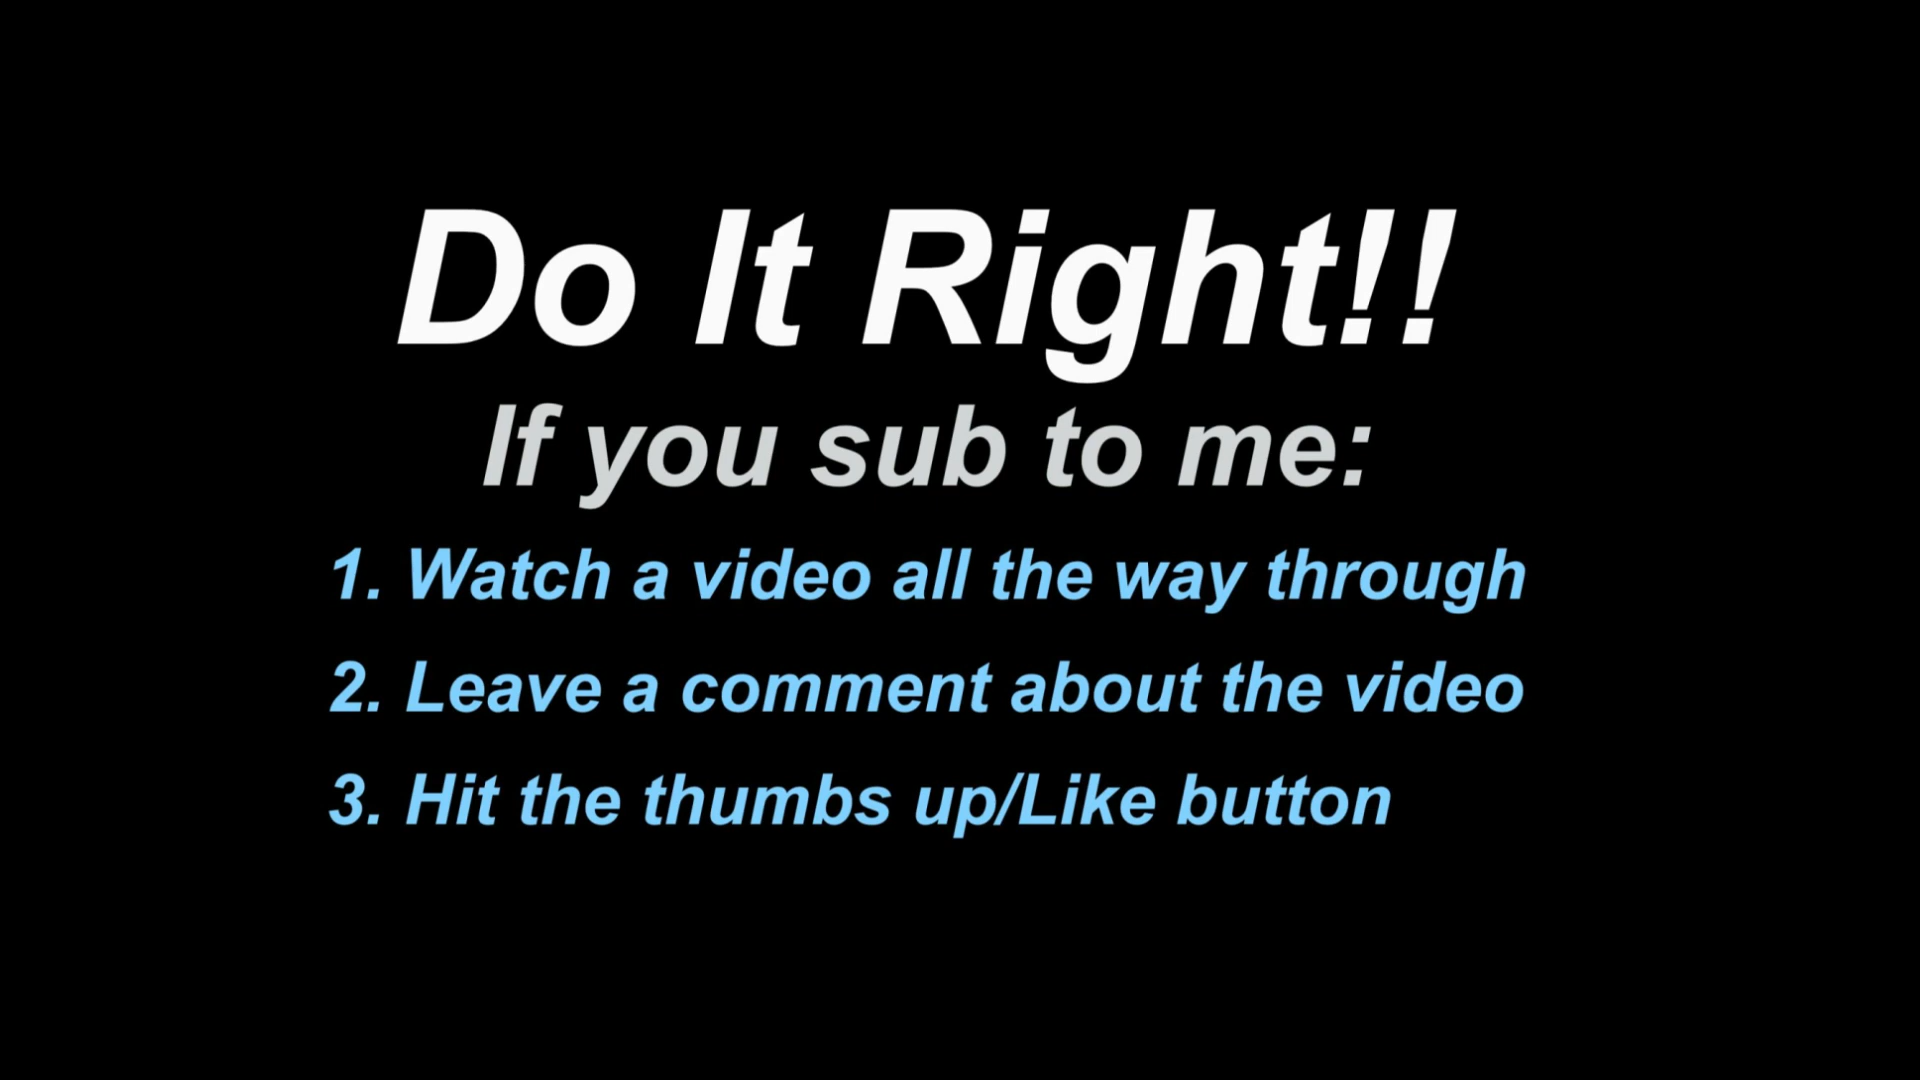 Do It Right!!
If you sub to me:
1. Watch a video all the way through
2. Leave a comment about the video
3. Hit the thumbs up/Like button